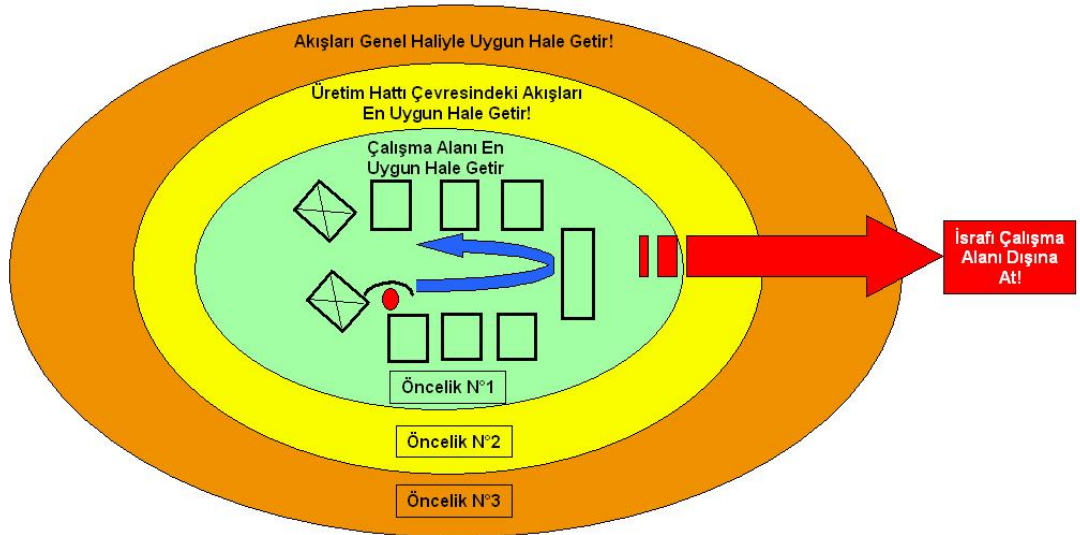 Akışları Genel Haliyle Uygun Hale Getir!
Üretim Hattı Çevresindeki Akışları
En Uygun Hale Getir!
Çalışma Alanı En
Uygun Hale Getir
İsrafı Çalışma
Alanı Dışına
At!
Öncelik N°1
Öncelik N°2
Öncelik N°3